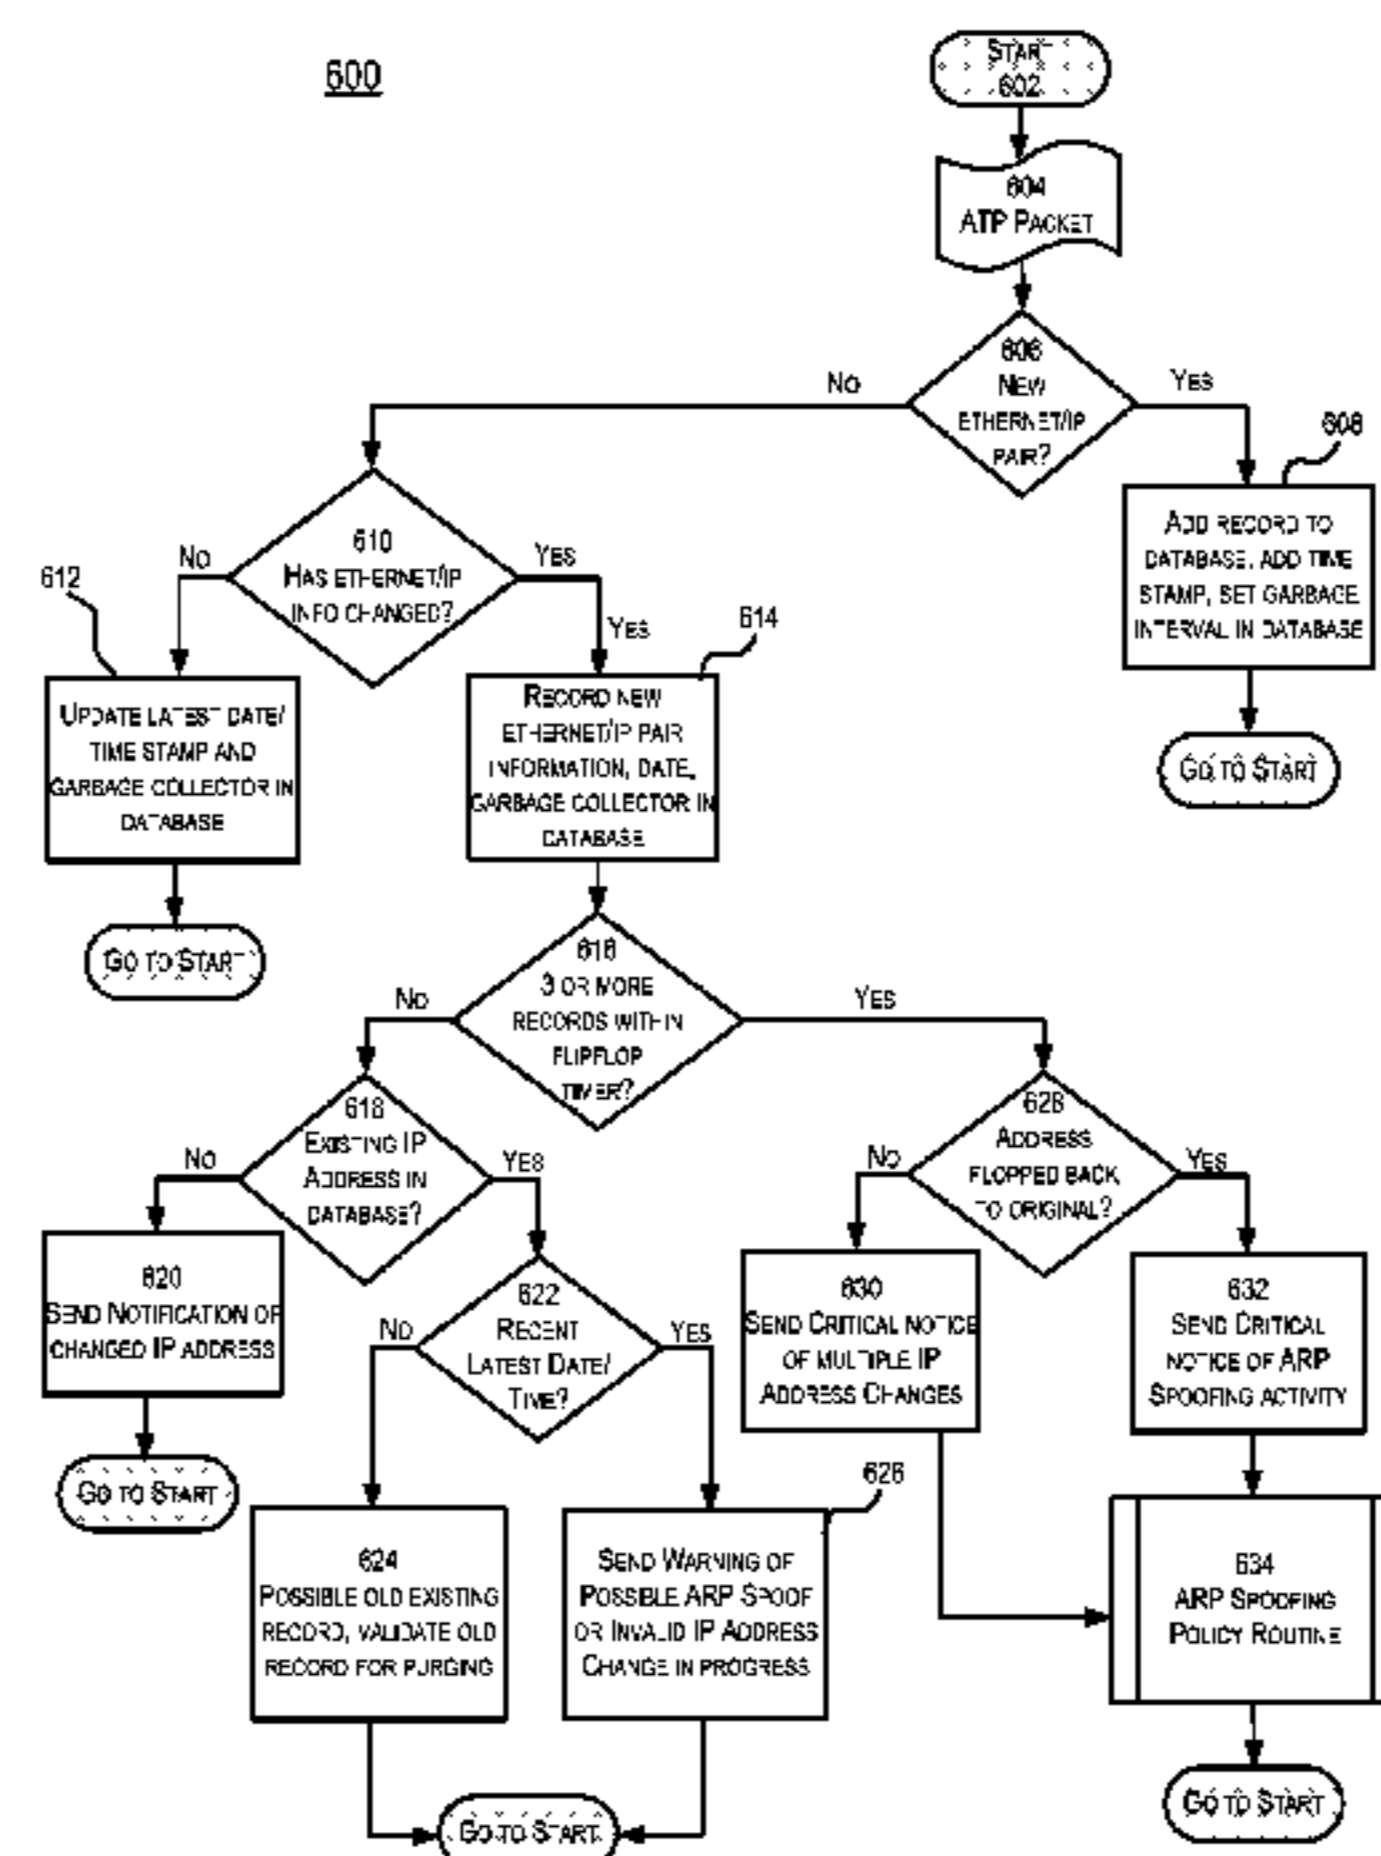 600
START
602
604
ATP PACKET
606
NEW
ETHERNET/IP
PAIR?
NO
YES
608
ADD RECORD TO
DATABASE, ADD TIME
STAMP, SET GARBAGE
INTERVAL IN DATABASE
GO TO START
610
HAS ETHERNET/IP
INFO CHANGED?
NO
YES
YES
612
UPDATE LATEST DATE/
TIME STAMP AND
GARBAGE COLLECTOR IN
DATABASE
GO TO START
614
RECORD NEW
ETHERNET/IP PAIR
INFORMATION, DATE,
GARBAGE COLLECTOR IN
DATABASE
616
3 OR MORE
RECORDS WITHIN
FLIPFLOP
TIMER?
NO
YES
618
EXISTING IP
ADDRESS IN
DATABASE?
NO
YES
620
SEND NOTIFICATION OF
CHANGED IP ADDRESS
GO TO START
622
RECENT
LATEST DATE/
TIME?
NO
YES
624
POSSIBLE OLD EXISTING
RECORD, VALIDATE OLD
RECORD FOR PURGING
626
SEND WARNING OF
POSSIBLE ARP SPOOF
OR INVALID IP ADDRESS
CHANGE IN PROGRESS
GO TO START
628
ADDRESS
FLOPPED BACK
TO ORIGINAL?
NO
YES
630
SEND CRITICAL NOTICE
OF MULTIPLE IP
ADDRESS CHANGES
632
SEND CRITICAL
NOTICE OF ARP
SPOOFING ACTIVITY
634
ARP SPOOFING
POLICY ROUTINE
GO TO START